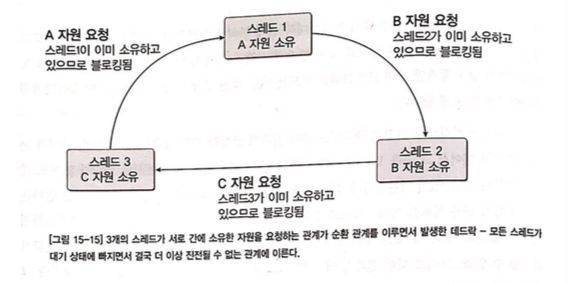 A 자원 요청
스레드1이 이미 소유하고
있으므로 블로킹됨
스레드 1
A 자원 소유
B 자원 요청
스레드2가 이미 소유하고
있으므로 블로킹됨
스레드 3
C 자원 소유
스레드 2
B 자원 소유
C 자원 요청
스레드3가 이미 소유하고
있으므로 블로킹됨
[그림 15-15] 3개의 스레드가 서로 간에 소유한 자원을 요청하는 관계가 순환 관계를 이루면서 발생한 데드락 – 모든 스레드가
대기 상태에 빠지면서 결국 더 이상 진전될 수 없는 관계에 이른다.